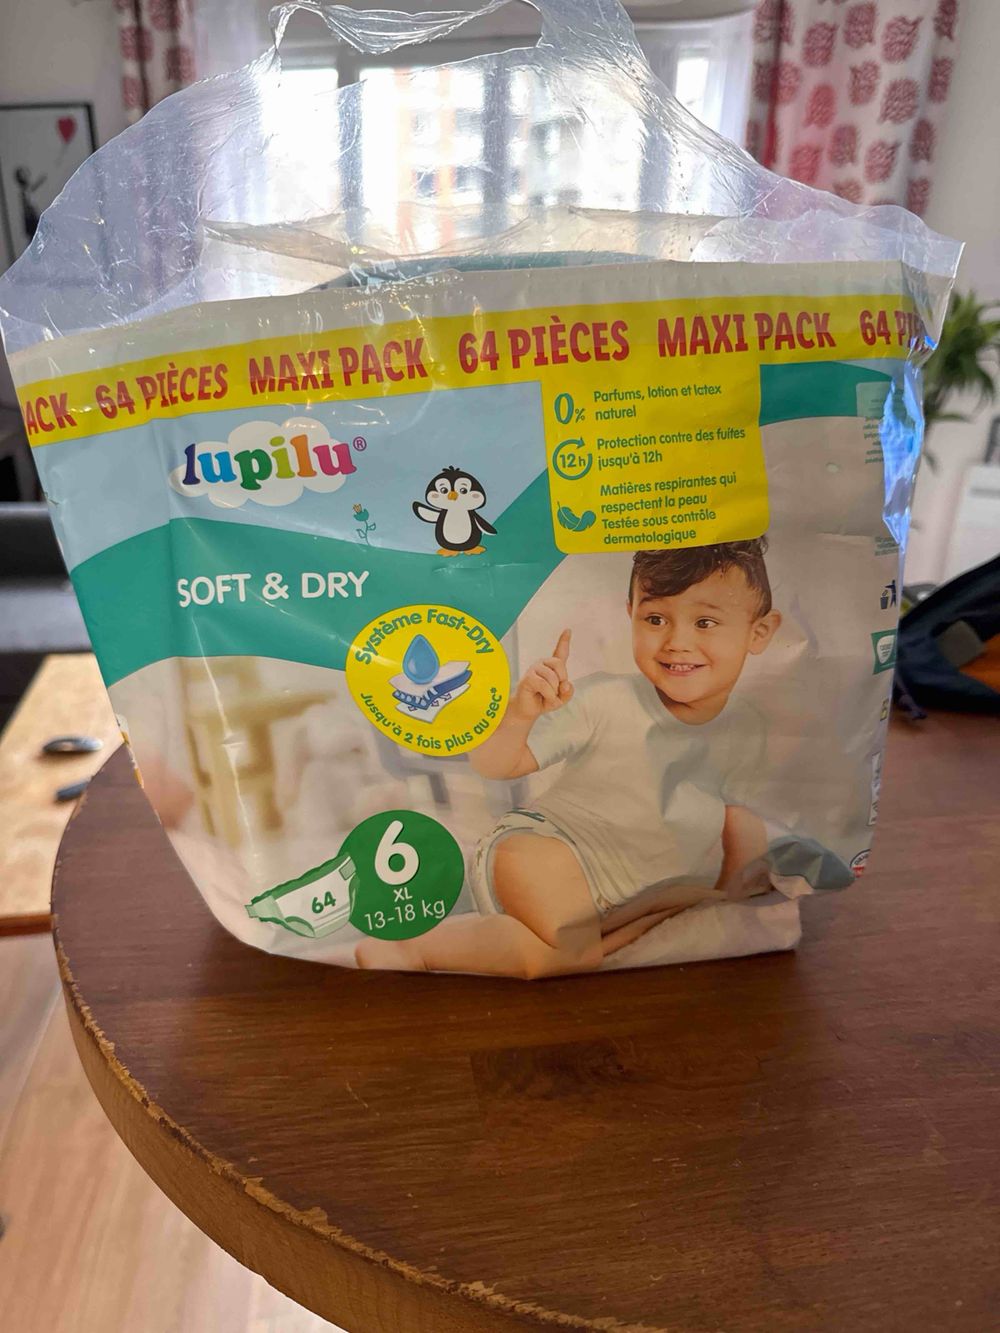 ACK 64 PIÈCES MAXI PACK 64 PIÈCES MAXI PACK 64
lupilu®
0%
Parfums, lotion et latex
naturel
12h
Protection contre des fuites
jusqu'à 12h
Matières respirantes qui
respectent la peau
Testée sous contrôle
dermatologique
SOFT & DRY
Système Fast-Dry
Jusqu'à 2 fois plus au sec*
64
6
XL
13-18 kg